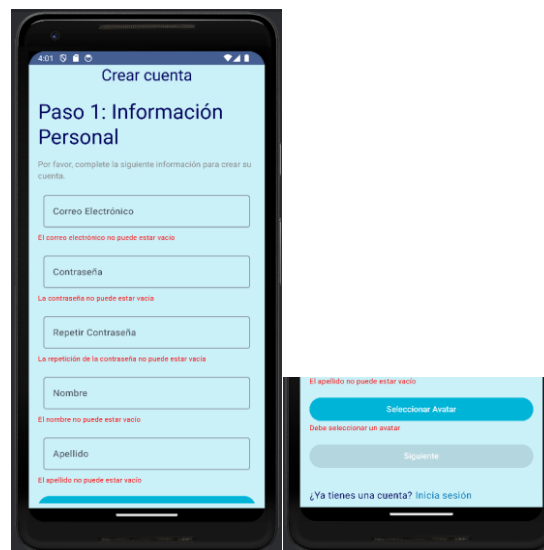 4:01
Crear cuenta
Paso 1: Información
Personal
Por favor, complete la siguiente información para crear su
cuenta.
Correo Electrónico
El correo electrónico no puede estar vacío
Contraseña
La contraseña no puede estar vacía
Repetir Contraseña
La repetición de la contraseña no puede estar vacía
Nombre
El nombre no puede estar vacío
Apellido
El apellido no puede estar vacío
El apellido no puede estar vacío
Seleccionar Avatar
Debe seleccionar un avatar
Siguiente
¿Ya tienes una cuenta? Inicia sesión